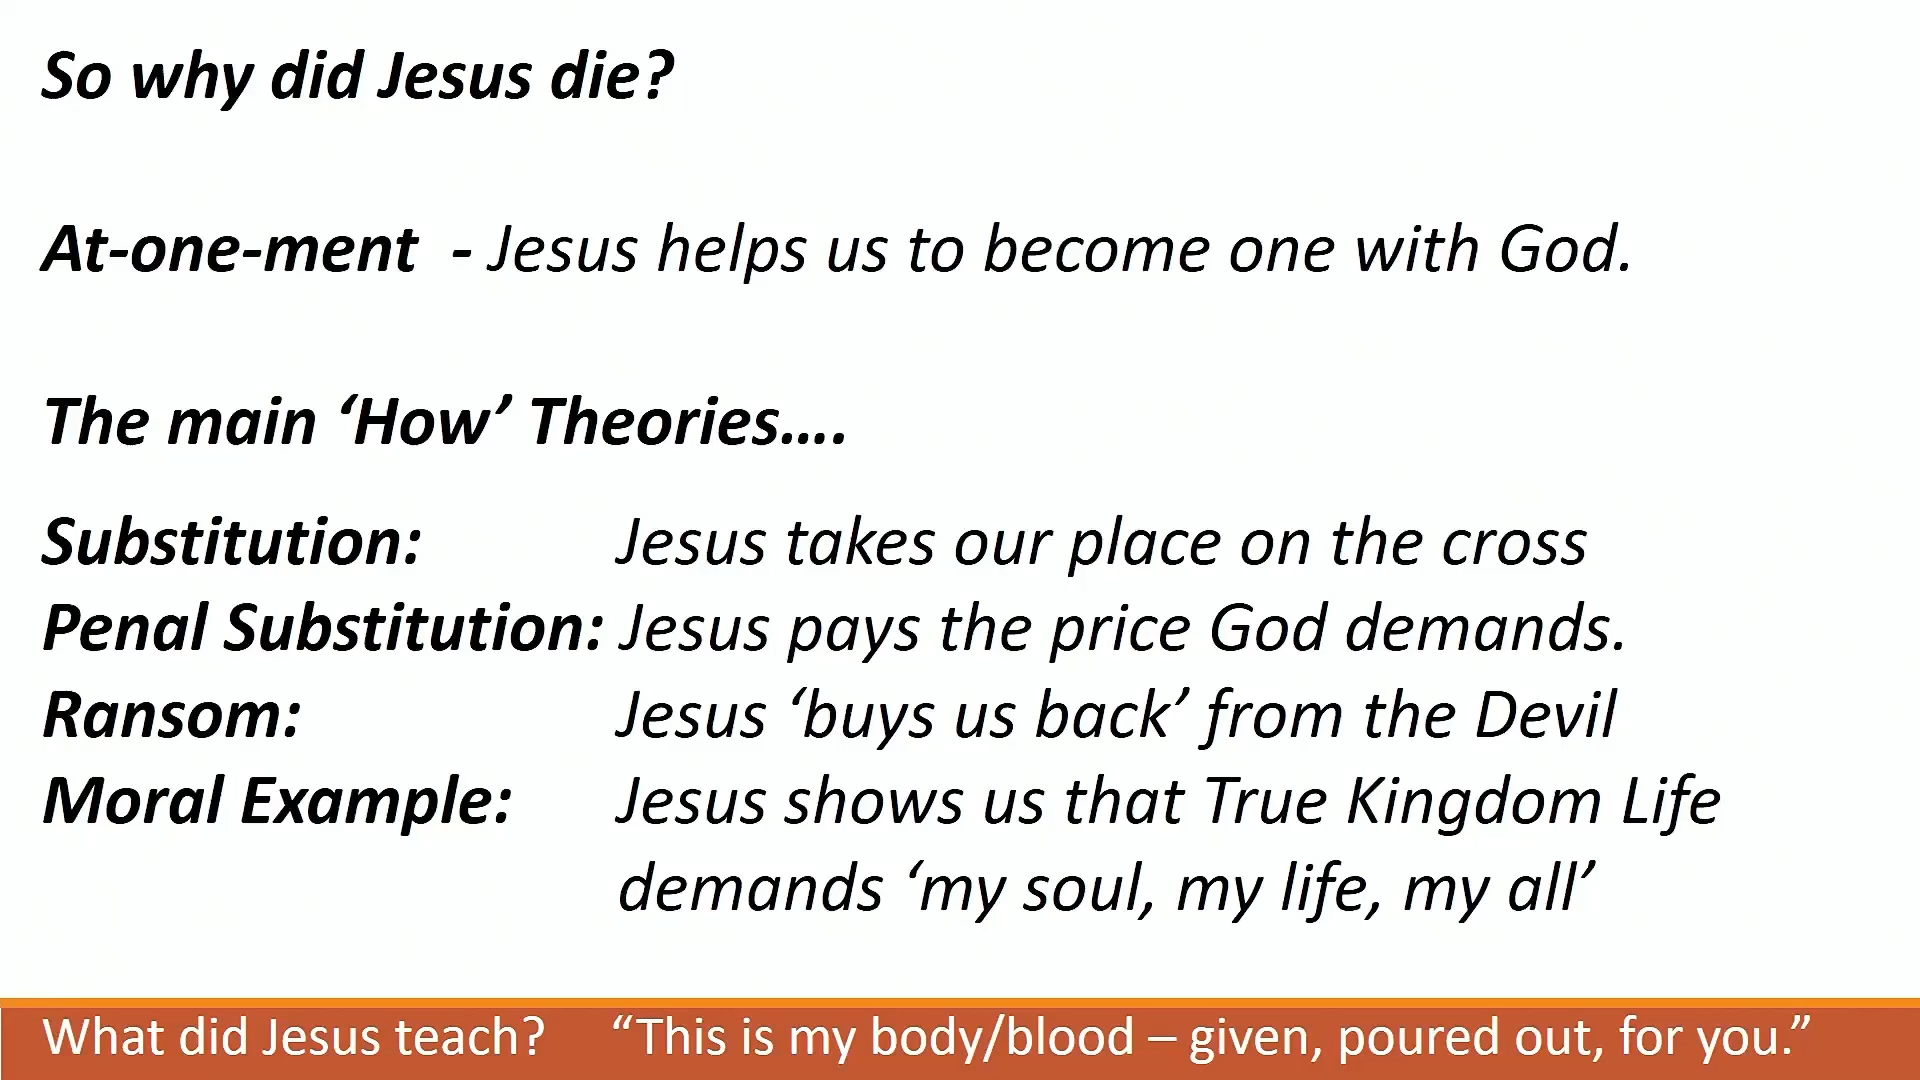 So why did Jesus die?
At-one-ment  - Jesus helps us to become one with God.
The main ‘How’ Theories….
Substitution: Jesus takes our place on the cross
Penal Substitution: Jesus pays the price God demands.
Ransom: Jesus ‘buys us back’ from the Devil
Moral Example: Jesus shows us that True Kingdom Life
demands ‘my soul, my life, my all’
What did Jesus teach? “This is my body/blood – given, poured out, for you.”